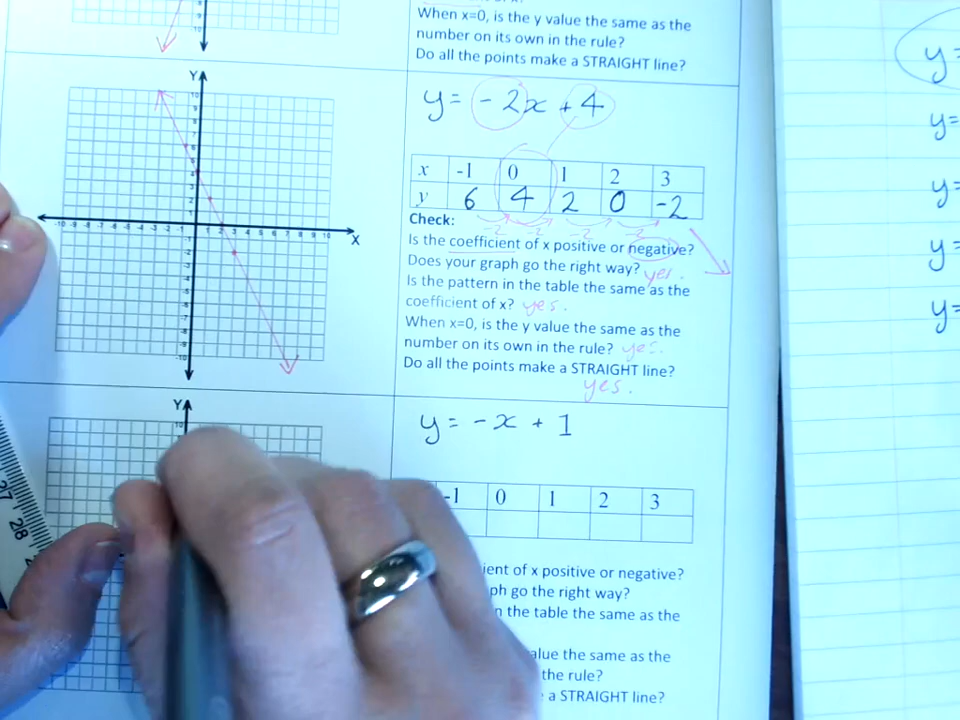 When x=0, is the y value the same as the
number on its own in the rule?
Do all the points make a STRAIGHT line?
Y
X
y = -2x + 4
x -1 0 1 2 3
y 6 4 2 0 -2
-2 -2 -2 -2
Check:
Is the coefficient of x positive or negative?
Does your graph go the right way? yes.
Is the pattern in the table the same as the
coefficient of x? yes.
When x=0, is the y value the same as the
number on its own in the rule? yes.
Do all the points make a STRAIGHT line?
yes.
Y
y = -x + 1
-1 0 1 2 3
ient of x positive or negative?
ph go the right way?
n the table the same as the
alue the same as the
the rule?
e a STRAIGHT line?
27
28
y=
y=
y=
y=
y=